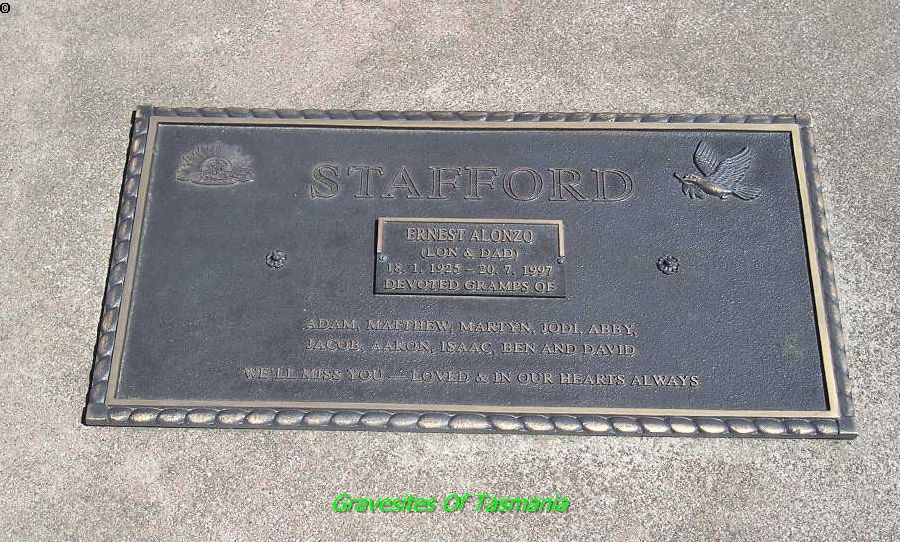 ©
STAFFORD
ERNEST ALONZO
(LON & DAD)
18. 1. 1925 – 20. 7. 1997
DEVOTED GRAMPS OF
ADAM, MATTHEW, MARTYN, JODI, ABBY,
JACOB, AARON, ISAAC, BEN AND DAVID
WE'LL MISS YOU — LOVED & IN OUR HEARTS ALWAYS
Gravesites Of Tasmania